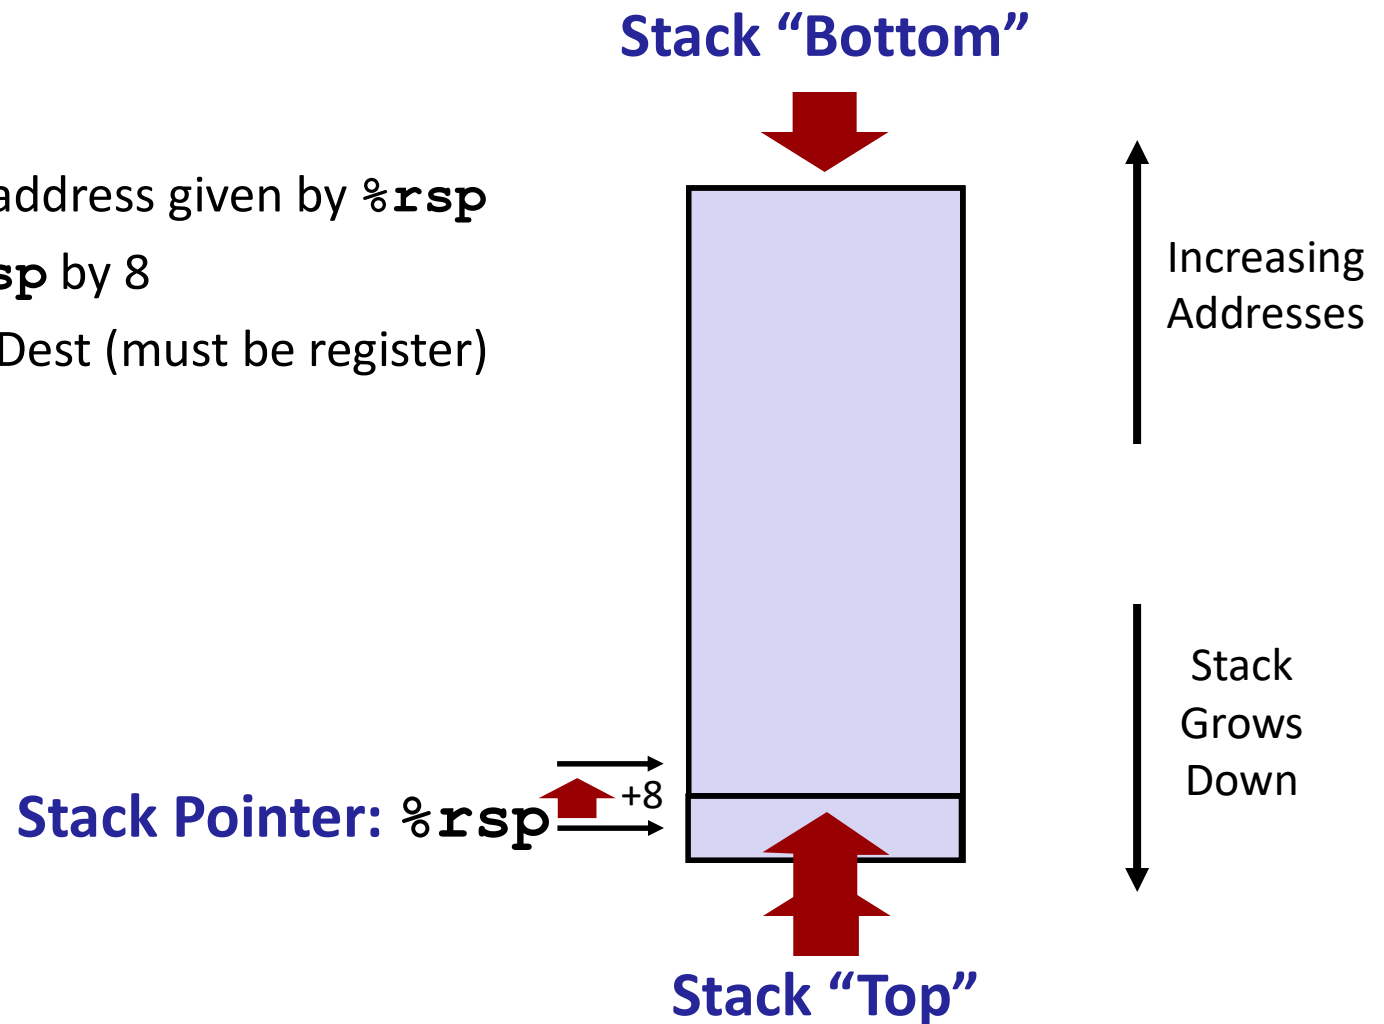 Stack “Bottom”
address given by %rsp
sp by 8
Dest (must be register)
Increasing
Addresses
Stack
Grows
Down
+8
Stack Pointer: %rsp
Stack “Top”